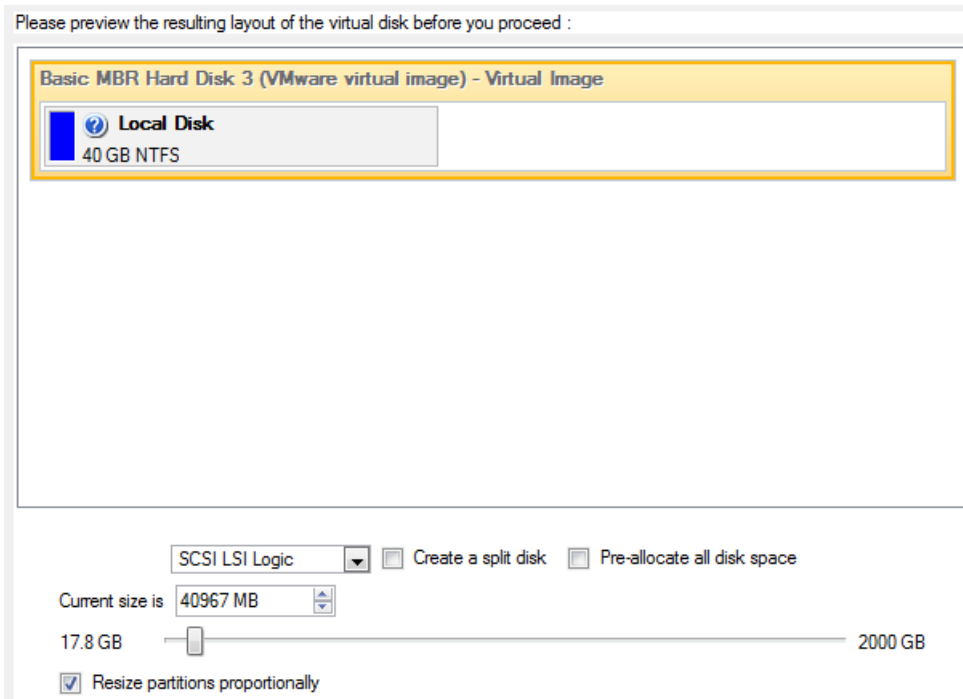 Please preview the resulting layout of the virtual disk before you proceed :
Basic MBR Hard Disk 3 (VMware virtual image) - Virtual Image
Local Disk
40 GB NTFS
SCSI LSI Logic Create a split disk Pre-allocate all disk space
Current size is 40967 MB
17.8 GB 2000 GB
Resize partitions proportionally